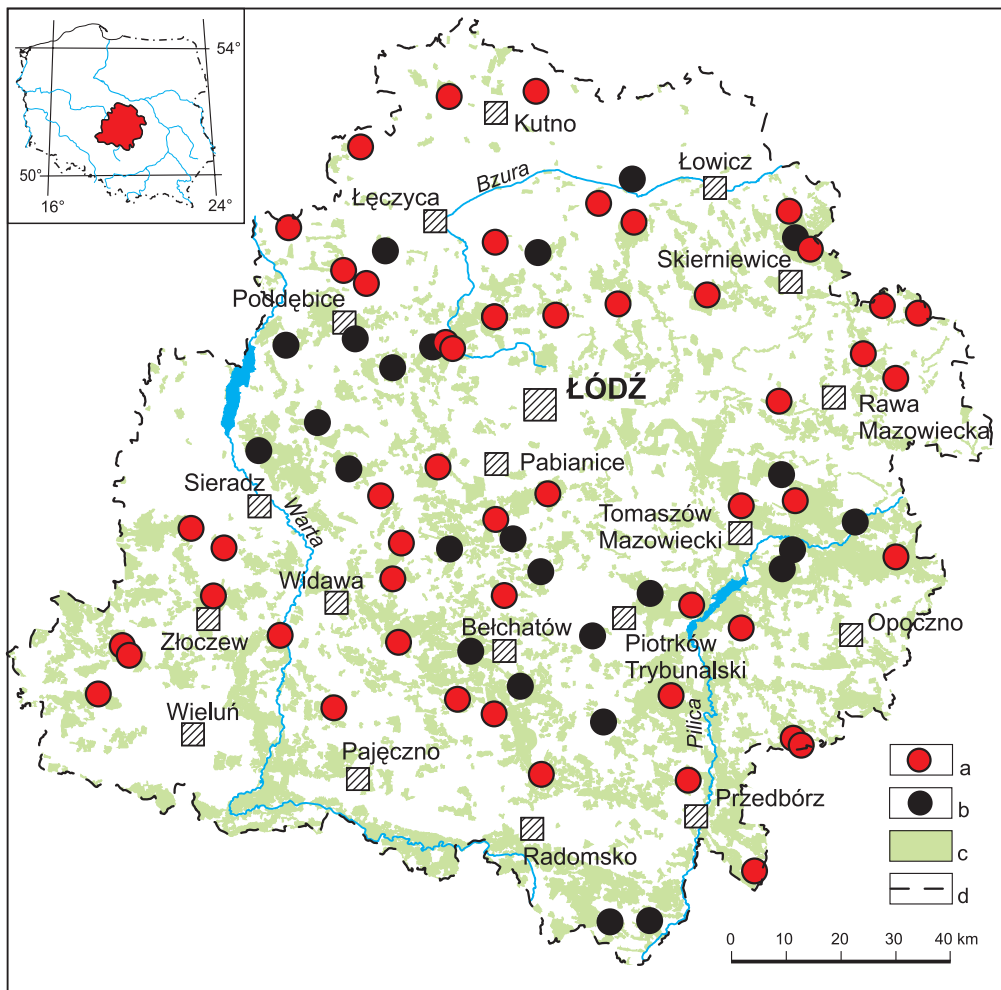 54°
50°
16°
24°
Kutno
Łowicz
Bzura
Łęczyca
Skierniewice
Poddębice
ŁÓDŹ
Rawa
Mazowiecka
Pabianice
Sieradz
Warta
Tomaszów
Mazowiecki
Widawa
Złoczew
Bełchatów
Opoczno
Piotrków
Trybunalski
Wieluń
Pilica
Pajęczno
Przedbórz
Radomsko
a
b
c
d
0 10 20 30 40 km